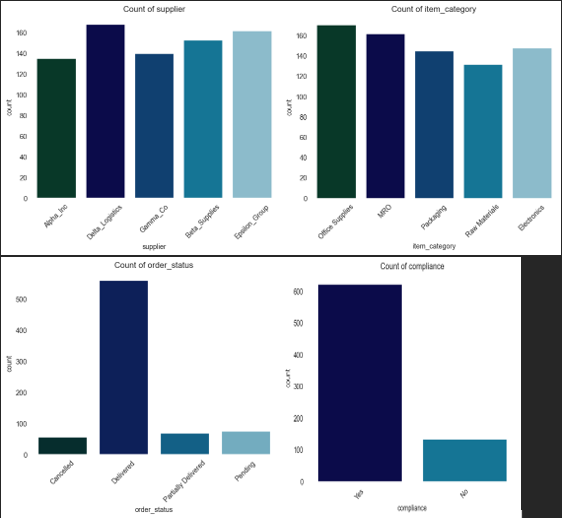 Count of supplier
160
140
120
100
80
60
40
20
0
count
Alpha_Inc
Delta_Logistics
Gamma_Co
Beta_Supplies
Epsilon_Group
supplier
Count of item_category
160
140
120
100
80
60
40
20
0
count
Office Supplies
MRO
Packaging
Raw Materials
Electronics
item_category
Count of order_status
500
400
300
200
100
0
count
Cancelled
Delivered
Partially Delivered
Pending
order_status
Count of compliance
600
500
400
300
200
100
0
count
Yes
No
compliance